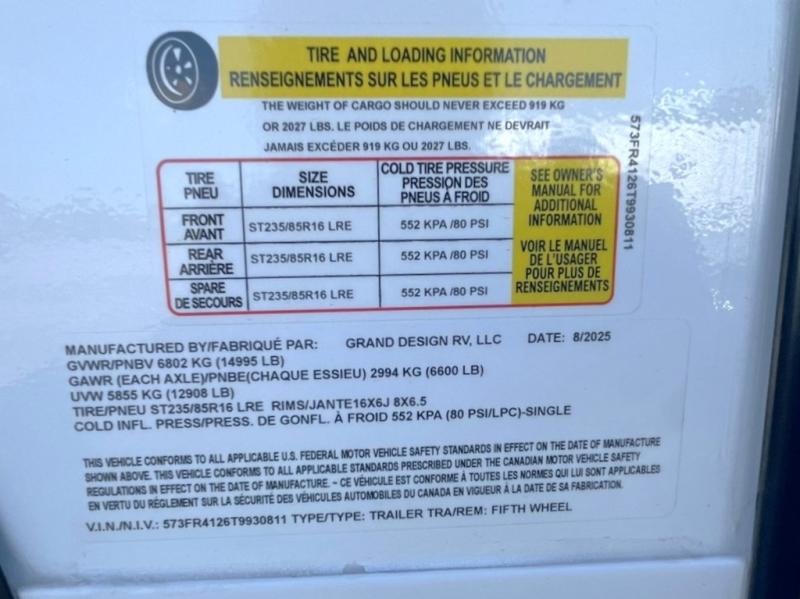 TIRE AND LOADING INFORMATION
RENSEIGNEMENTS SUR LES PNEUS ET LE CHARGEMENT
THE WEIGHT OF CARGO SHOULD NEVER EXCEED 919 KG
OR 2027 LBS. LE POIDS DE CHARGEMENT NE DEVRAIT
JAMAIS EXCÉDER 919 KG OU 2027 LBS.
TIRE
PNEU
SIZE
DIMENSIONS
COLD TIRE PRESSURE
PRESSION DES
PNEUS À FROID
SEE OWNER'S
MANUAL FOR
ADDITIONAL
INFORMATION
VOIR LE MANUEL
DE L'USAGER
POUR PLUS DE
RENSEIGNEMENTS
FRONT
AVANT
ST235/85R16 LRE
552 KPA /80 PSI
REAR
ARRIÈRE
ST235/85R16 LRE
552 KPA /80 PSI
SPARE
DE SECOURS
ST235/85R16 LRE
552 KPA /80 PSI
573FR4126T9930811
MANUFACTURED BY/FABRIQUÉ PAR: GRAND DESIGN RV, LLC DATE: 8/2025
GVWR/PNBV 6802 KG (14995 LB)
GAWR (EACH AXLE)/PNBE(CHAQUE ESSIEU) 2994 KG (6600 LB)
UVW 5855 KG (12908 LB)
TIRE/PNEU ST235/85R16 LRE RIMS/JANTE16X6J 8X6.5
COLD INFL. PRESS/PRESS. DE GONFL. À FROID 552 KPA (80 PSI/LPC)-SINGLE
THIS VEHICLE CONFORMS TO ALL APPLICABLE U.S. FEDERAL MOTOR VEHICLE SAFETY STANDARDS IN EFFECT ON THE DATE OF MANUFACTURE
SHOWN ABOVE. THIS VEHICLE CONFORMS TO ALL APPLICABLE STANDARDS PRESCRIBED UNDER THE CANADIAN MOTOR VEHICLE SAFETY
REGULATIONS IN EFFECT ON THE DATE OF MANUFACTURE. - CE VÉHICULE EST CONFORME À TOUTES LES NORMES QUI LUI SONT APPLICABLES
EN VERTU DU RÉGLEMENT SUR LA SÉCURITÉ DES VÉHICULES AUTOMOBILES DU CANADA EN VIGUEUR À LA DATE DE SA FABRICATION.
V.I.N./N.I.V.: 573FR4126T9930811 TYPE/TYPE: TRAILER TRA/REM: FIFTH WHEEL